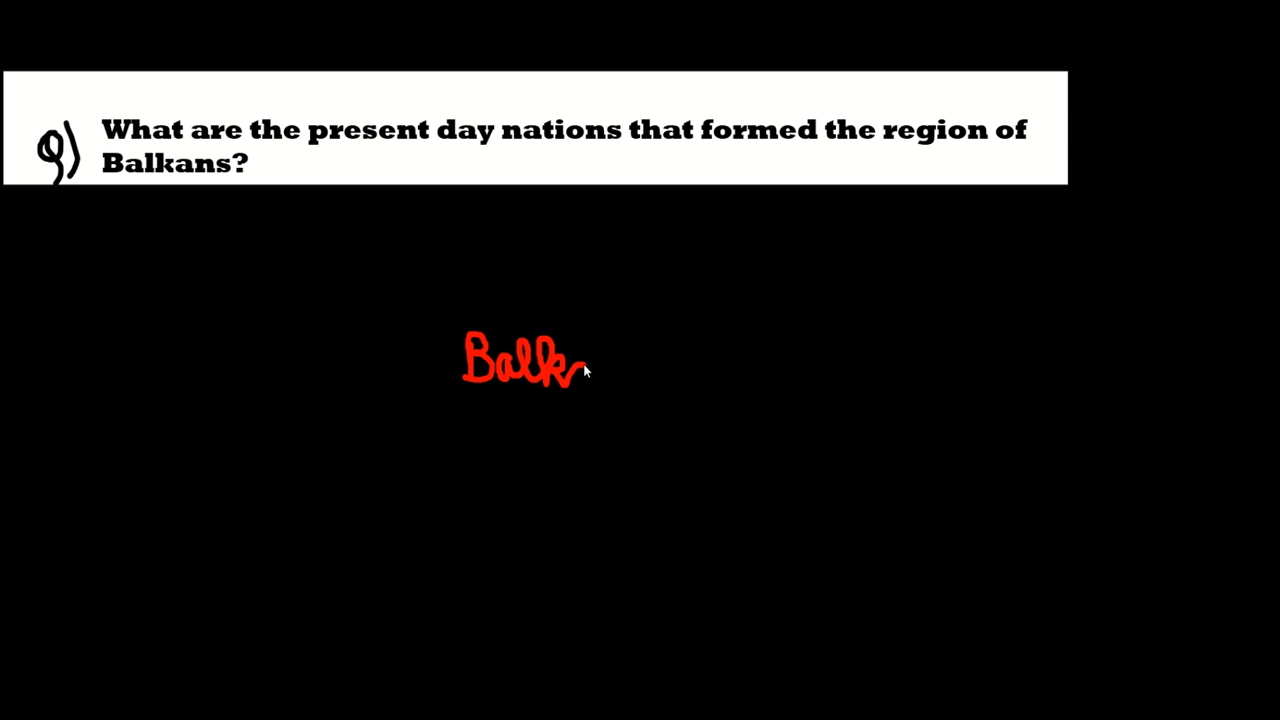 Q) What are the present day nations that formed the region of
Balkans?
Balk